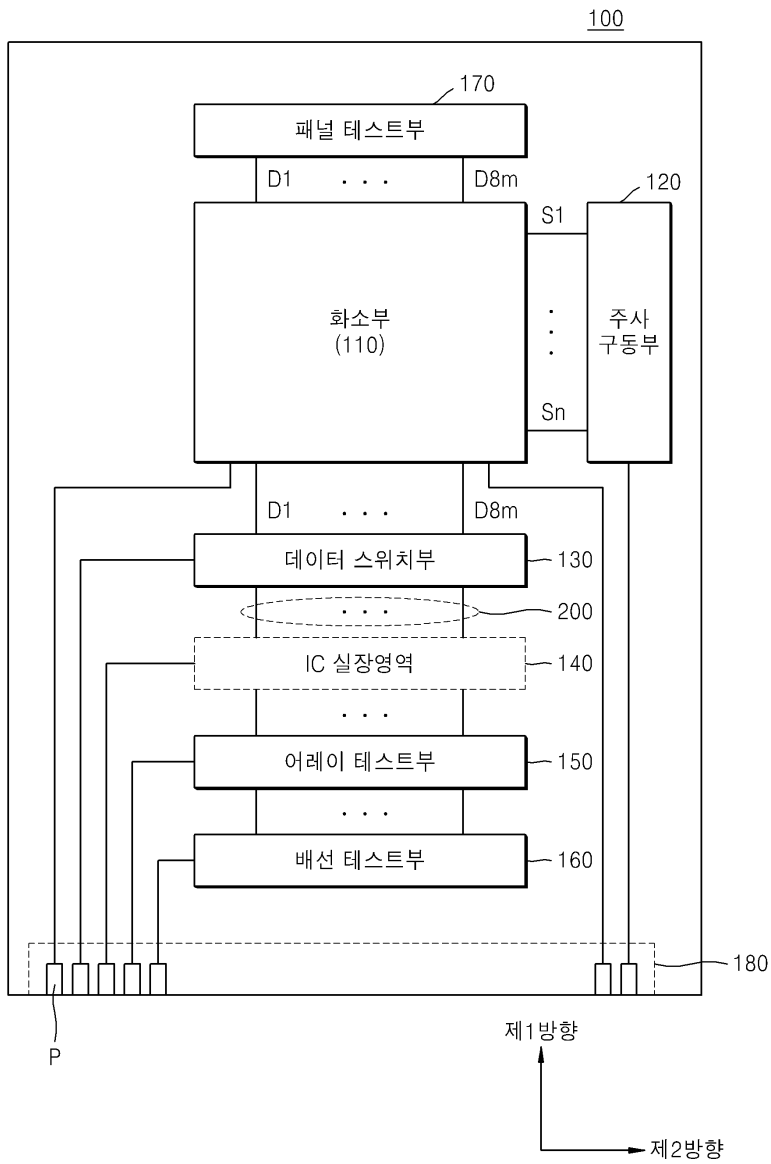 100
170
패널 테스트부
D1 . . . D8m
120
S1
화소부
(110)
주사
구동부
Sn
D1 . . . D8m
데이터 스위치부 130
. . . 200
IC 실장영역 140
. . .
어레이 테스트부 150
. . .
배선 테스트부 160
180
P
제1방향
제2방향